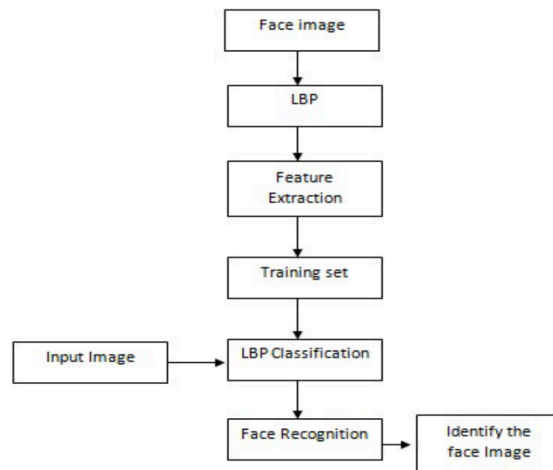 Face image
LBP
Feature
Extraction
Training set
Input Image
LBP Classification
Face Recognition
Identify the
face Image